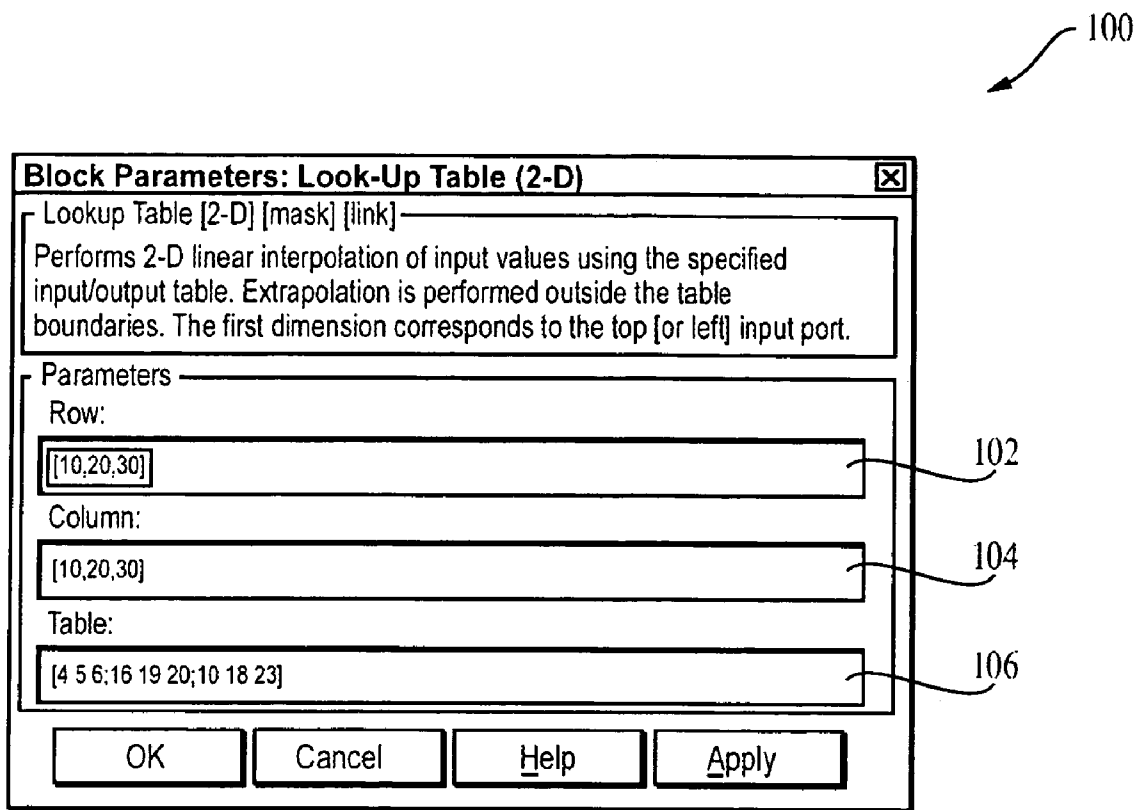 100
Block Parameters: Look-Up Table (2-D)
Lookup Table [2-D] [mask] [link]
Performs 2-D linear interpolation of input values using the specified
input/output table. Extrapolation is performed outside the table
boundaries. The first dimension corresponds to the top [or left] input port.
Parameters
Row:
[10,20,30]
102
Column:
[10,20,30]
104
Table:
[4 5 6;16 19 20;10 18 23]
106
OK Cancel Help Apply